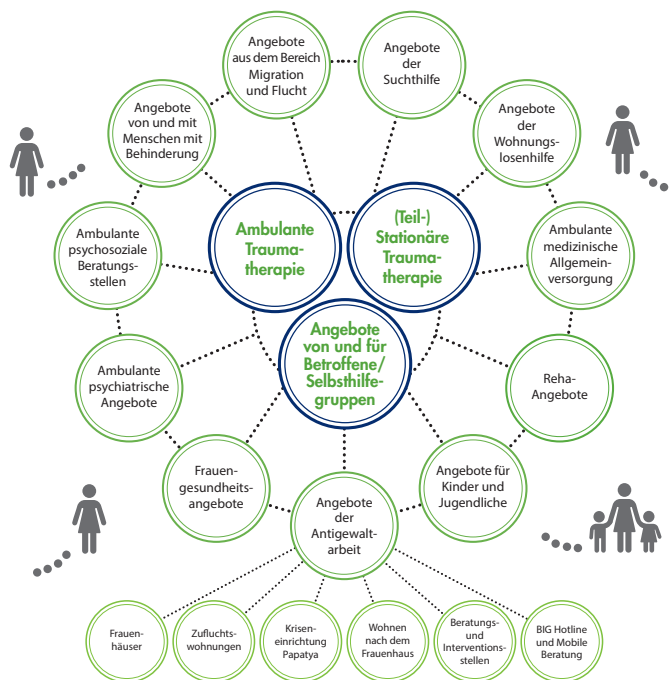 Angebote
aus dem Bereich
Migration
und Flucht
Angebote
der
Suchthilfe
Angebote
von und mit
Menschen mit
Behinderung
Angebote
der
Wohnungs-
losenhilfe
Ambulante
Trauma-
therapie
(Teil-)
Stationäre
Trauma-
therapie
Ambulante
psychosoziale
Beratungs-
stellen
Ambulante
medizinische
Allgemein-
versorgung
Angebote
von und für
Betroffene/
Selbsthilfe-
gruppen
Ambulante
psychiatrische
Angebote
Reha-
Angebote
Frauen-
gesundheits-
angebote
Angebote für
Kinder und
Jugendliche
Angebote
der
Antigewalt-
arbeit
Frauen-
häuser
Zufluchts-
wohnungen
Krisen-
einrichtung
Papatya
Wohnen
nach dem
Frauenhaus
Beratungs-
und
Interventions-
stellen
BIG Hotline
und Mobile
Beratung